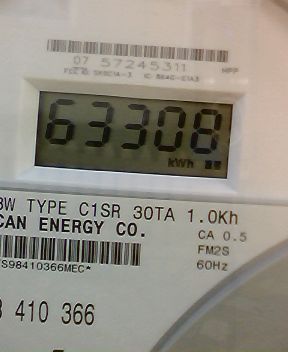 07 57245311
63308
kWh
3W TYPE C1SR 30TA 1.0Kh
CAN ENERGY CO.
CA 0.5
FM2S
60Hz
S98410366MEC*
410 366